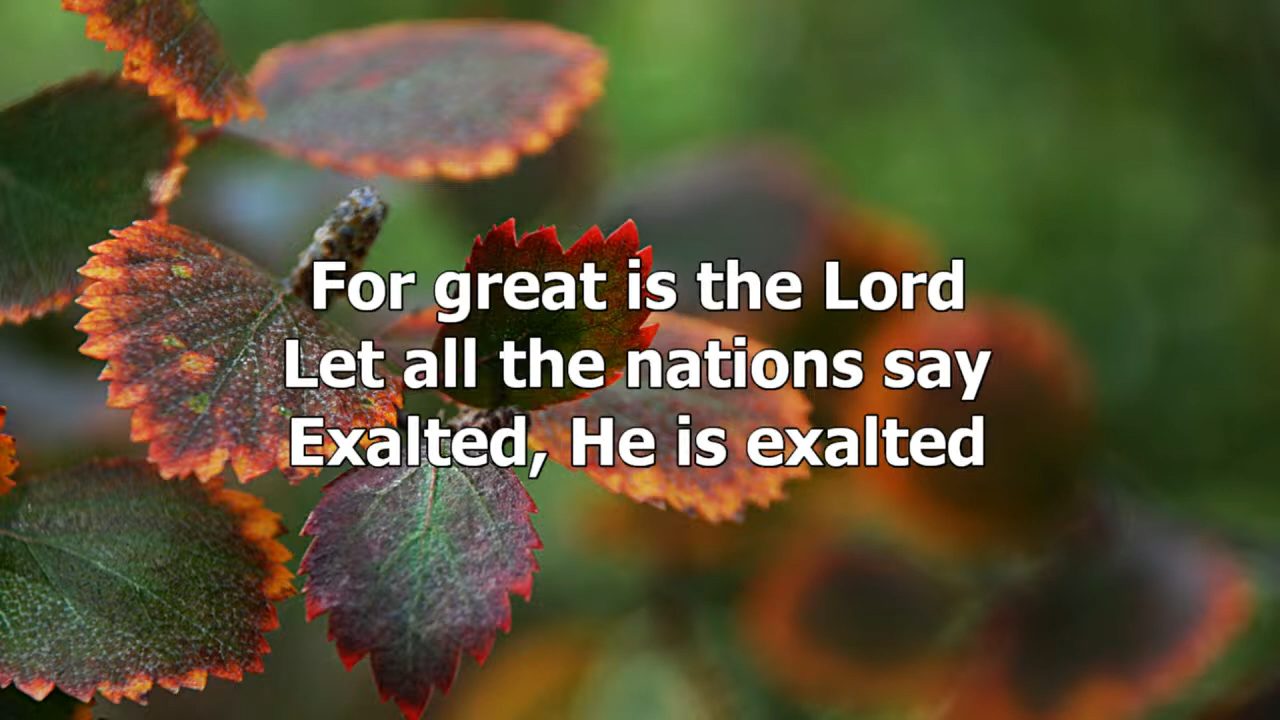 For great is the Lord
Let all the nations say
Exalted, He is exalted